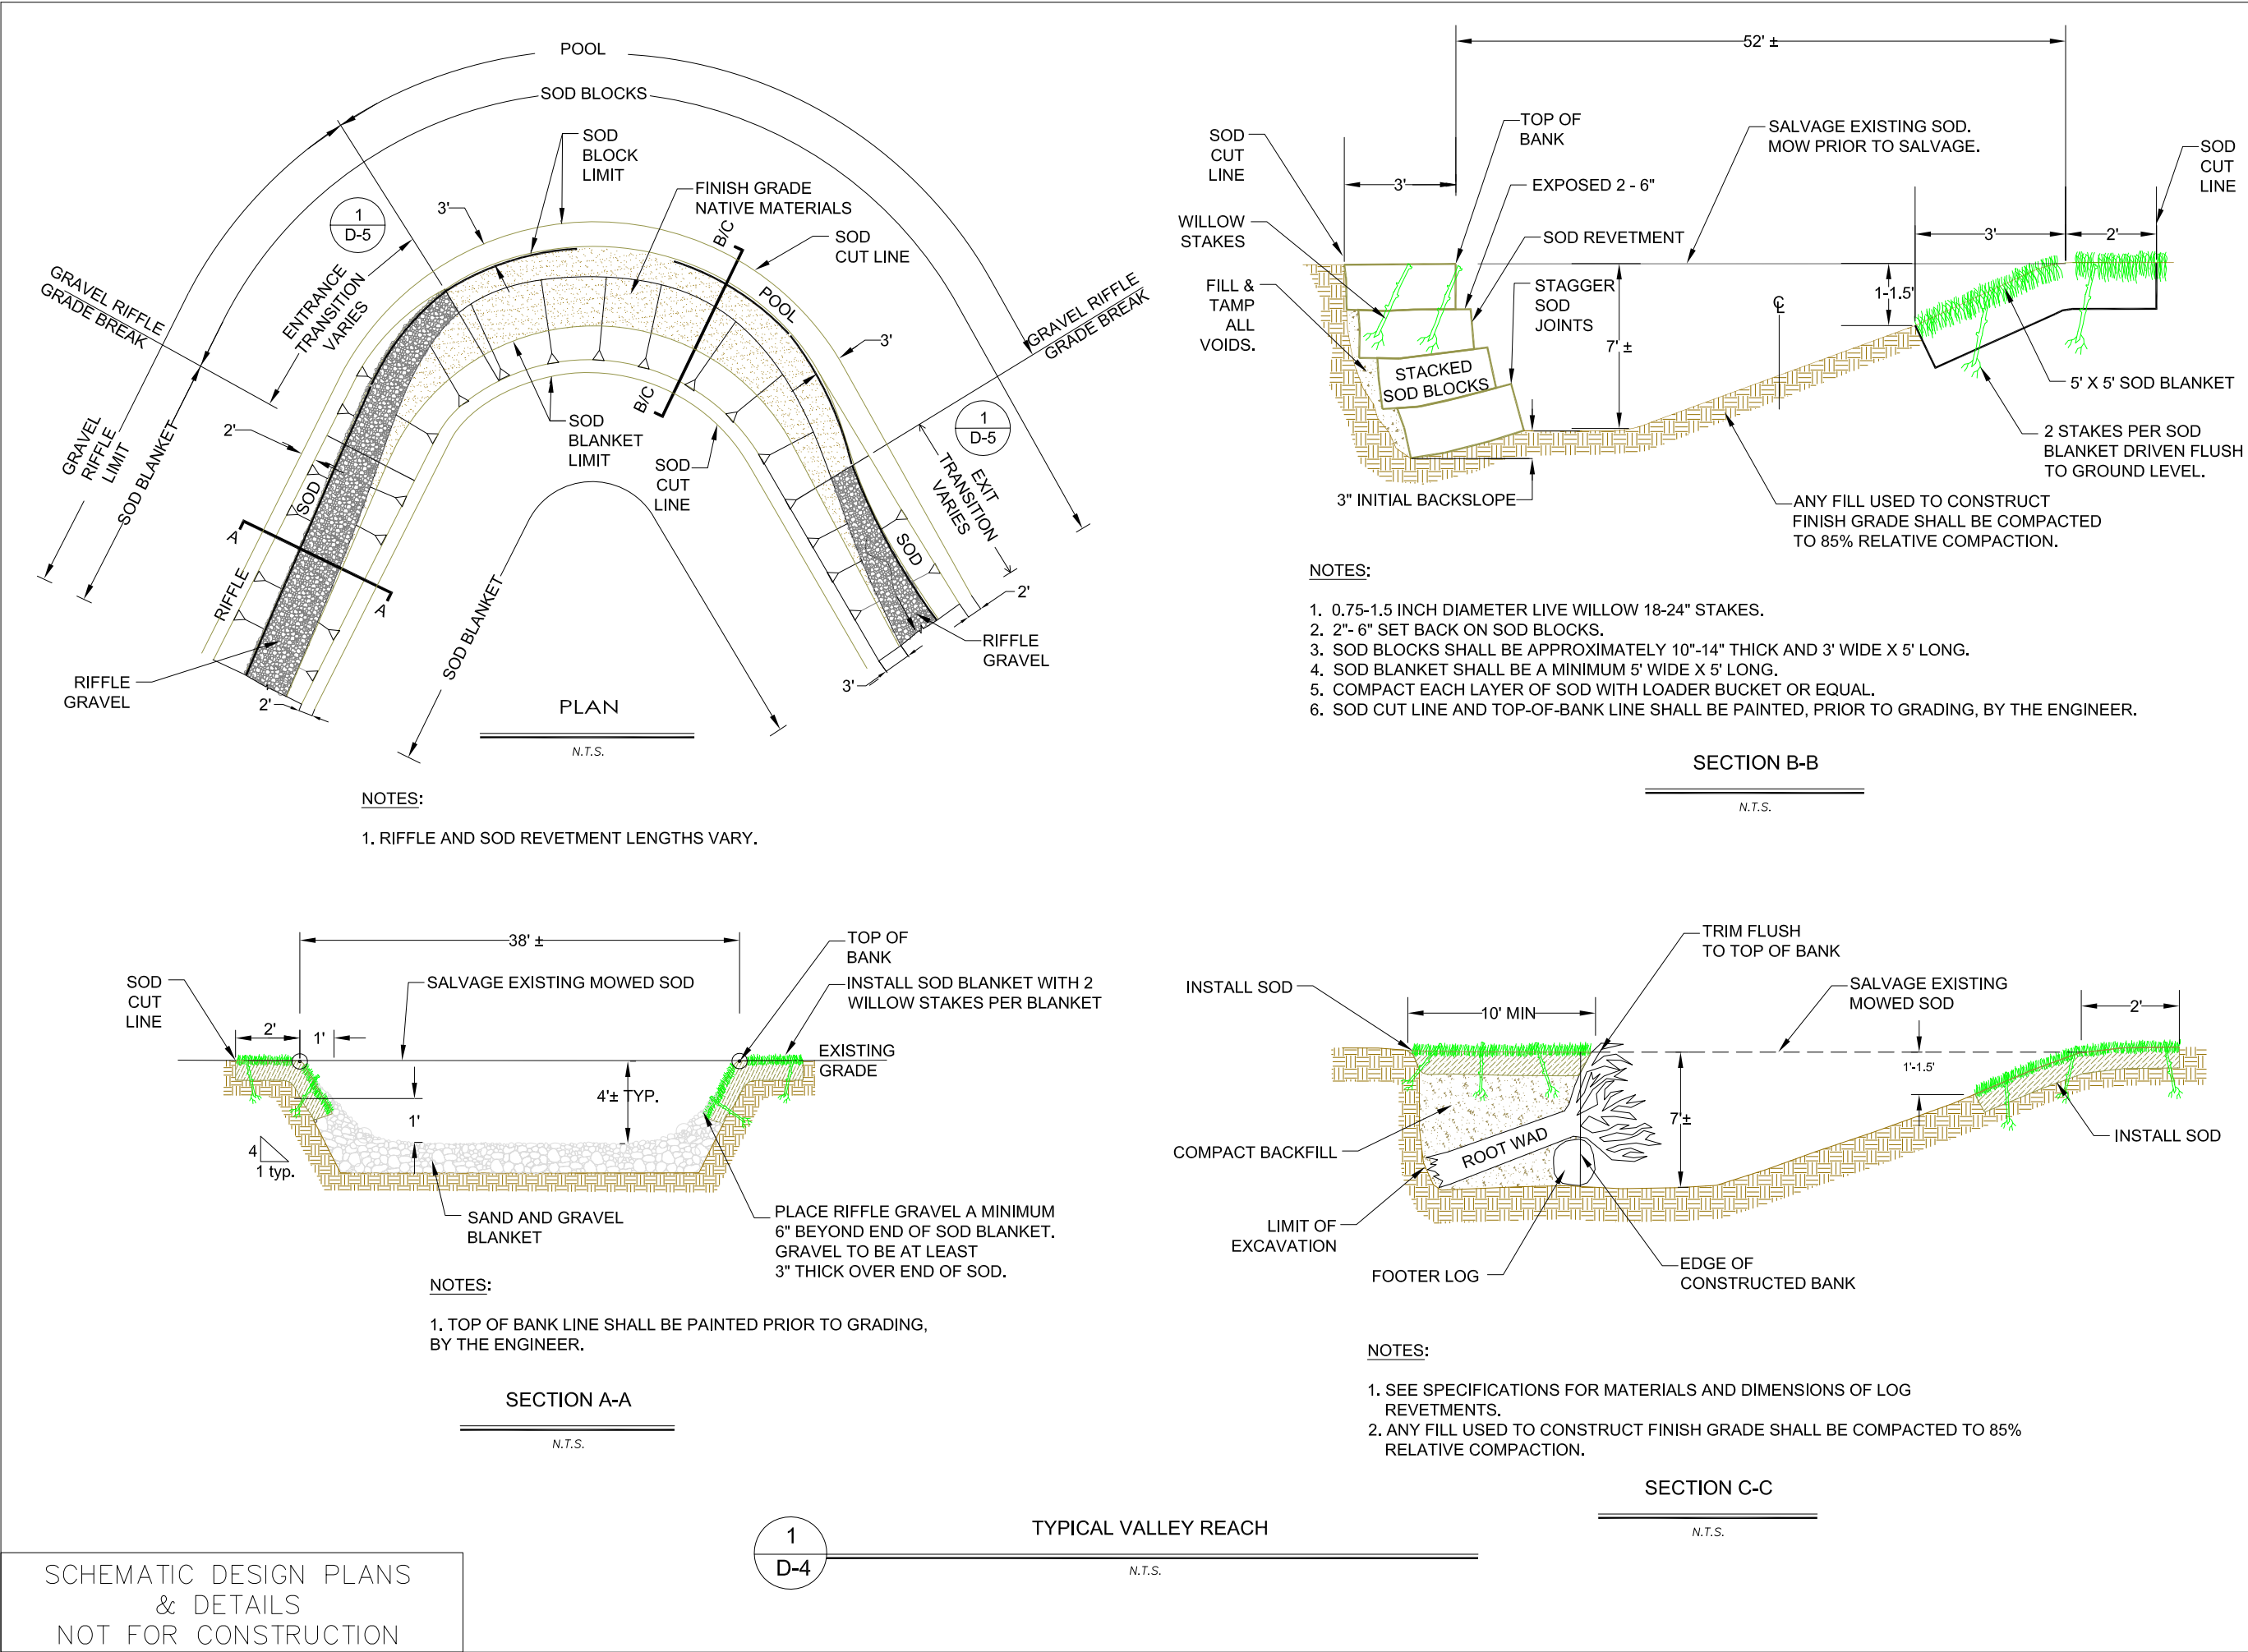 POOL
SOD BLOCKS
SOD
BLOCK
LIMIT
FINISH GRADE
NATIVE MATERIALS
1
D-5
3'
B/C
SOD
CUT LINE
GRAVEL RIFFLE
GRADE BREAK
ENTRANCE
TRANSITION
VARIES
POOL
3'
GRAVEL RIFFLE
GRADE BREAK
B/C
1
D-5
GRAVEL
RIFFLE
LIMIT
SOD BLANKET
2'
SOD
SOD
BLANKET
LIMIT
SOD
CUT
LINE
EXIT
TRANSITION
VARIES
SOD
A
A
RIFFLE
SOD BLANKET
2'
RIFFLE
GRAVEL
RIFFLE
GRAVEL
2'
3'
PLAN
N.T.S.
NOTES:
1. RIFFLE AND SOD REVETMENT LENGTHS VARY.
52' ±
SOD
CUT
LINE
TOP OF
BANK
SALVAGE EXISTING SOD.
MOW PRIOR TO SALVAGE.
SOD
CUT
LINE
3'
EXPOSED 2 - 6"
WILLOW
STAKES
SOD REVETMENT
3'
2'
FILL &
TAMP
ALL
VOIDS.
STAGGER
SOD
JOINTS
1-1.5'
℄
7' ±
STACKED
SOD BLOCKS
5' X 5' SOD BLANKET
2 STAKES PER SOD
BLANKET DRIVEN FLUSH
TO GROUND LEVEL.
3" INITIAL BACKSLOPE
ANY FILL USED TO CONSTRUCT
FINISH GRADE SHALL BE COMPACTED
TO 85% RELATIVE COMPACTION.
NOTES:
1. 0.75-1.5 INCH DIAMETER LIVE WILLOW 18-24" STAKES.
2. 2"- 6" SET BACK ON SOD BLOCKS.
3. SOD BLOCKS SHALL BE APPROXIMATELY 10"-14" THICK AND 3' WIDE X 5' LONG.
4. SOD BLANKET SHALL BE A MINIMUM 5' WIDE X 5' LONG.
5. COMPACT EACH LAYER OF SOD WITH LOADER BUCKET OR EQUAL.
6. SOD CUT LINE AND TOP-OF-BANK LINE SHALL BE PAINTED, PRIOR TO GRADING, BY THE ENGINEER.
SECTION B-B
N.T.S.
38' ±
TOP OF
BANK
SOD
CUT
LINE
SALVAGE EXISTING MOWED SOD
INSTALL SOD BLANKET WITH 2
WILLOW STAKES PER BLANKET
2'
1'
EXISTING
GRADE
4'± TYP.
1'
4
1 typ.
SAND AND GRAVEL
BLANKET
PLACE RIFFLE GRAVEL A MINIMUM
6" BEYOND END OF SOD BLANKET.
GRAVEL TO BE AT LEAST
3" THICK OVER END OF SOD.
NOTES:
1. TOP OF BANK LINE SHALL BE PAINTED PRIOR TO GRADING,
BY THE ENGINEER.
SECTION A-A
N.T.S.
TRIM FLUSH
TO TOP OF BANK
INSTALL SOD
SALVAGE EXISTING
MOWED SOD
10' MIN
2'
1'-1.5'
7'±
COMPACT BACKFILL
ROOT WAD
INSTALL SOD
LIMIT OF
EXCAVATION
FOOTER LOG
EDGE OF
CONSTRUCTED BANK
NOTES:
1. SEE SPECIFICATIONS FOR MATERIALS AND DIMENSIONS OF LOG
REVETMENTS.
2. ANY FILL USED TO CONSTRUCT FINISH GRADE SHALL BE COMPACTED TO 85%
RELATIVE COMPACTION.
SECTION C-C
N.T.S.
1
D-4
TYPICAL VALLEY REACH
N.T.S.
SCHEMATIC DESIGN PLANS
& DETAILS
NOT FOR CONSTRUCTION